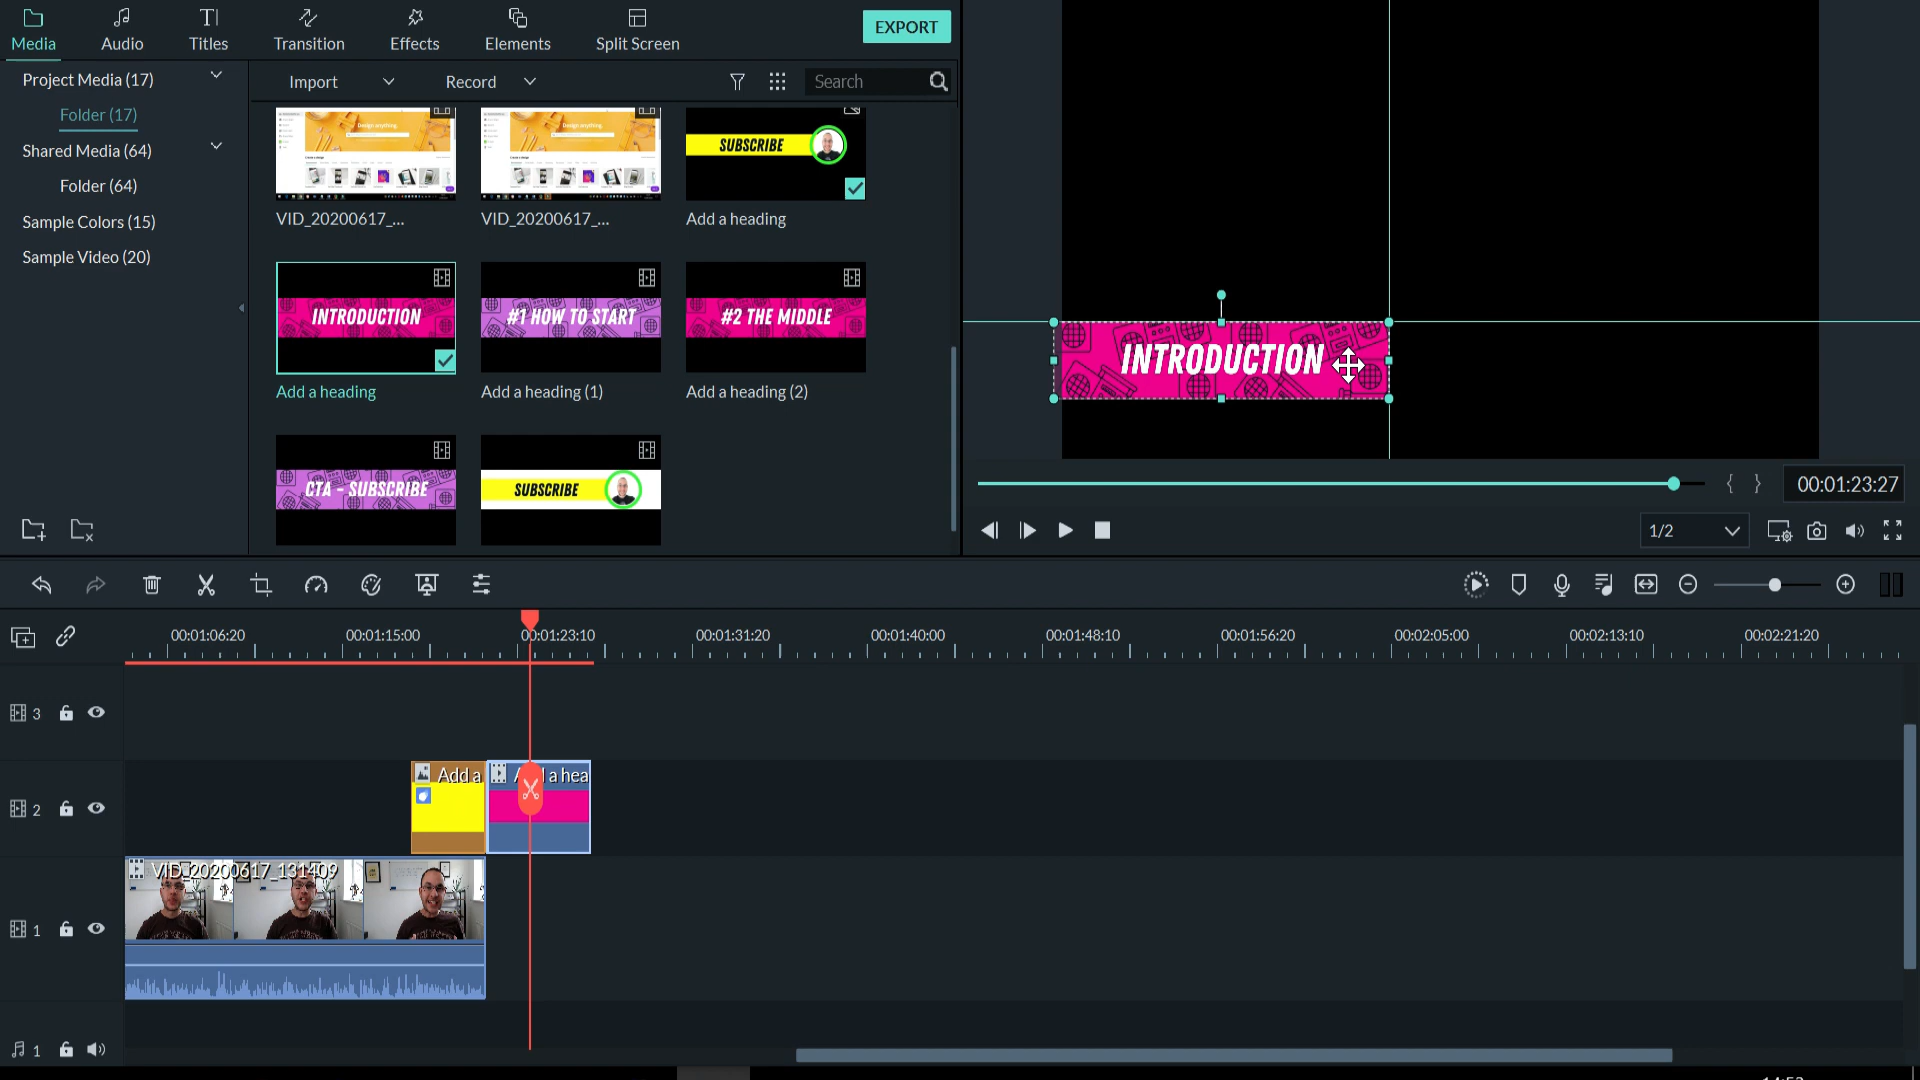 Media
Audio
Titles
Transition
Effects
Elements
Split Screen
EXPORT
Project Media (17)
Folder (17)
Shared Media (64)
Folder (64)
Sample Colors (15)
Sample Video (20)
Import
Record
Search
Design anything.
Design anything.
SUBSCRIBE
VID_20200617_...
VID_20200617_...
Add a heading
INTRODUCTION
#1 HOW TO START
#2 THE MIDDLE
Add a heading
Add a heading (1)
Add a heading (2)
CTA - SUBSCRIBE
SUBSCRIBE
INTRODUCTION
00:01:23:27
1/2
00:01:06:20
00:01:15:00
00:01:23:10
00:01:31:20
00:01:40:00
00:01:48:10
00:01:56:20
00:02:05:00
00:02:13:10
00:02:21:20
3
2
Add a
a hea
1
VID_20200617_131409
1